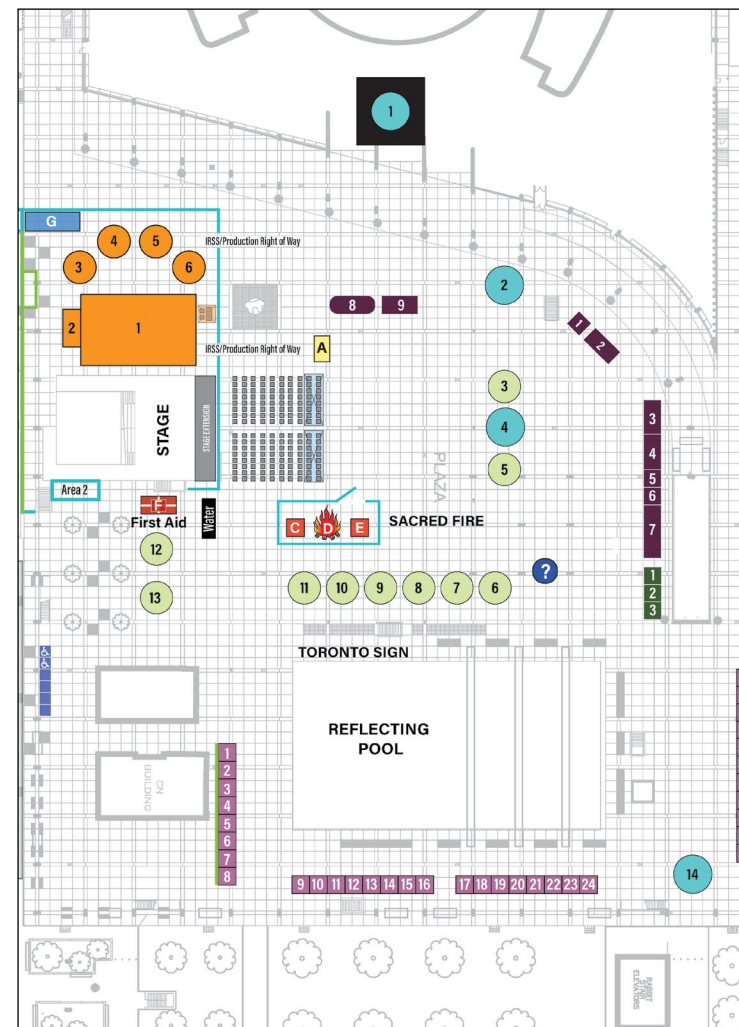 1
G
4
5
3
6
IRSS/Production Right of Way
2
8
9
2
1
1
2
IRSS/Production Right of Way
A
3
STAGE
STAGE EXTENSION
4
5
PLAZA
3
4
5
6
7
Area 2
F
First Aid
Water
C
D
E
SACRED FIRE
12
13
11
10
9
8
7
6
?
1
2
3
TORONTO SIGN
REFLECTING
POOL
CN
BUILDING
1
2
3
4
5
6
7
8
9 10 11 12 13 14 15 16
17 18 19 20 21 22 23 24
14
RABBIT
STAIR
ELEVATORS